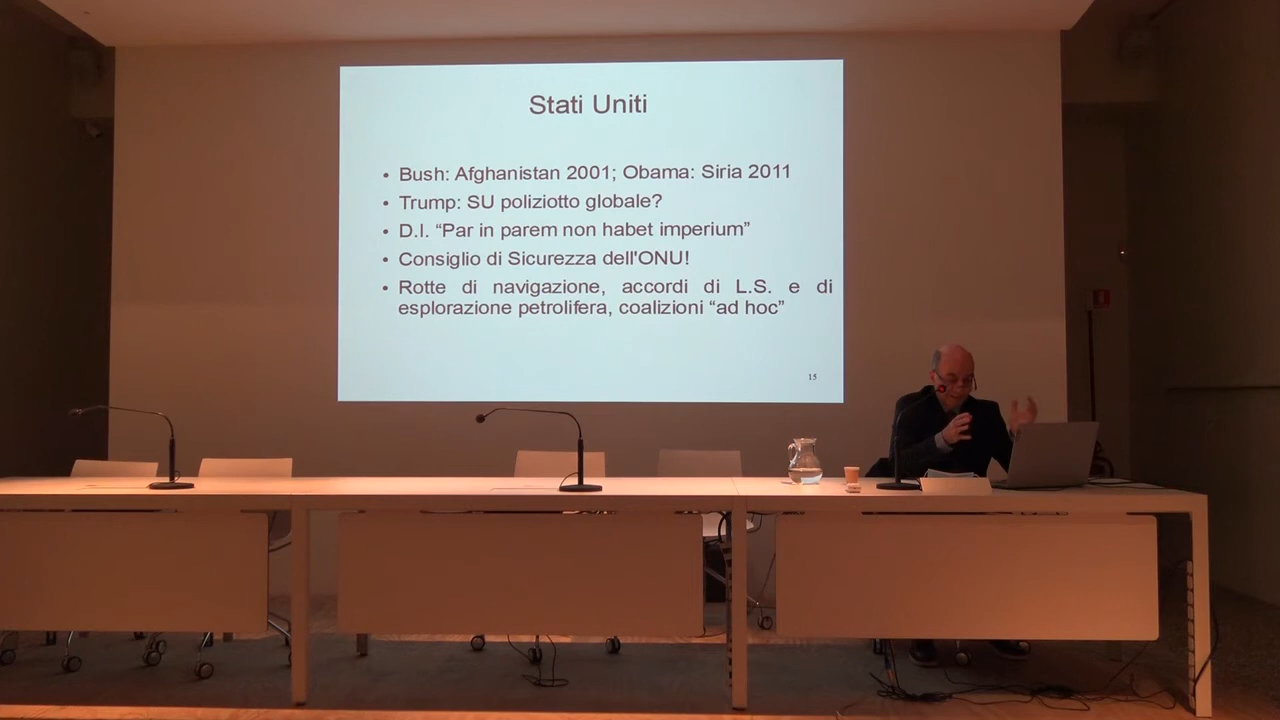 Stati Uniti
• Bush: Afghanistan 2001; Obama: Siria 2011
• Trump: SU poliziotto globale?
• D.I. “Par in parem non habet imperium”
• Consiglio di Sicurezza dell'ONU!
• Rotte di navigazione, accordi di L.S. e di
esplorazione petrolifera, coalizioni “ad hoc”
15